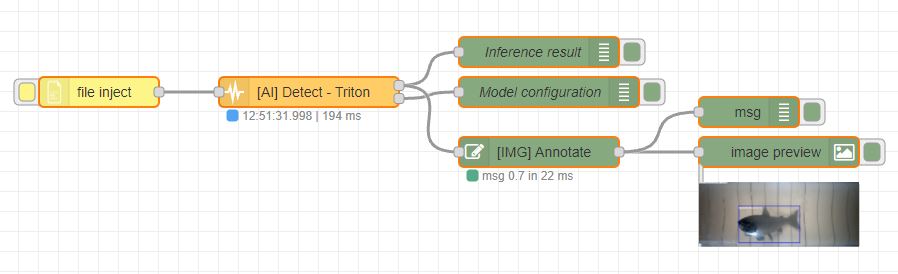 Inference result
file inject
[AI] Detect - Triton
Model configuration
12:51:31.998 | 194 ms
msg
[IMG] Annotate
image preview
msg 0.7 in 22 ms